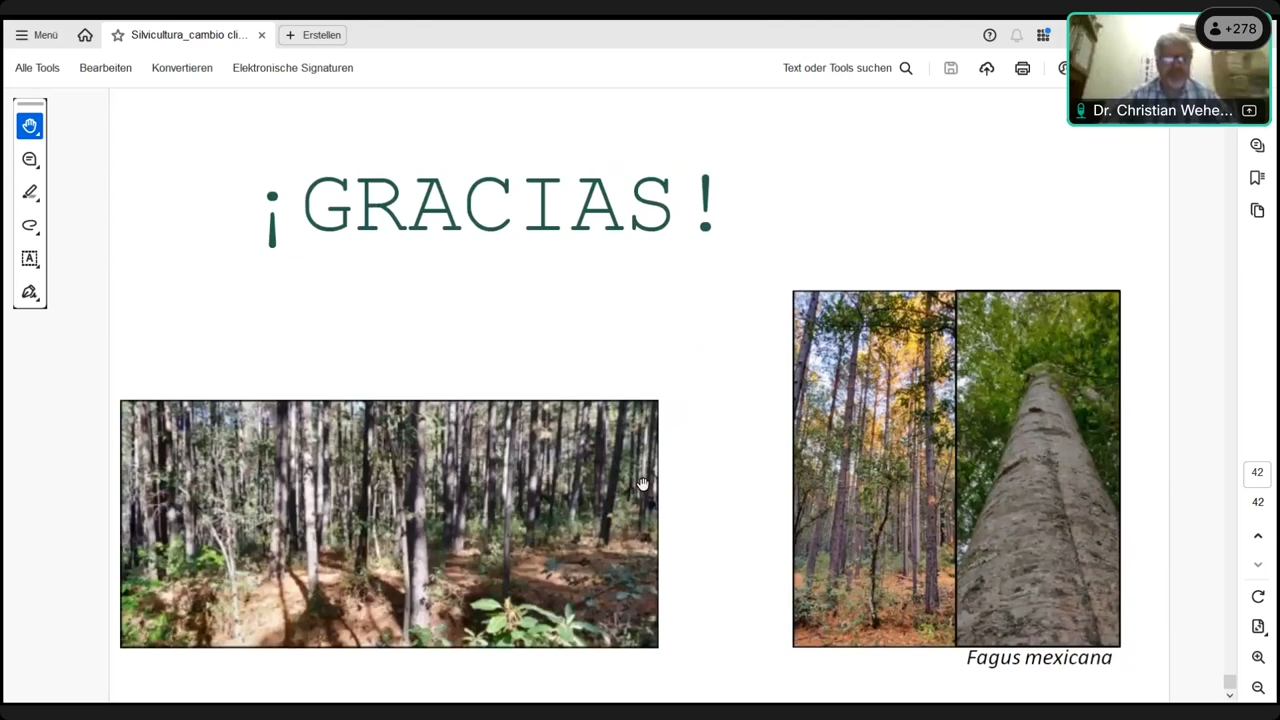 Menú
Silvicultura_cambio cli...
Erstellen
+278
Alle Tools
Bearbeiten
Konvertieren
Elektronische Signaturen
Text oder Tools suchen
Dr. Christian Wehe...
¡GRACIAS!
42
42
Fagus mexicana